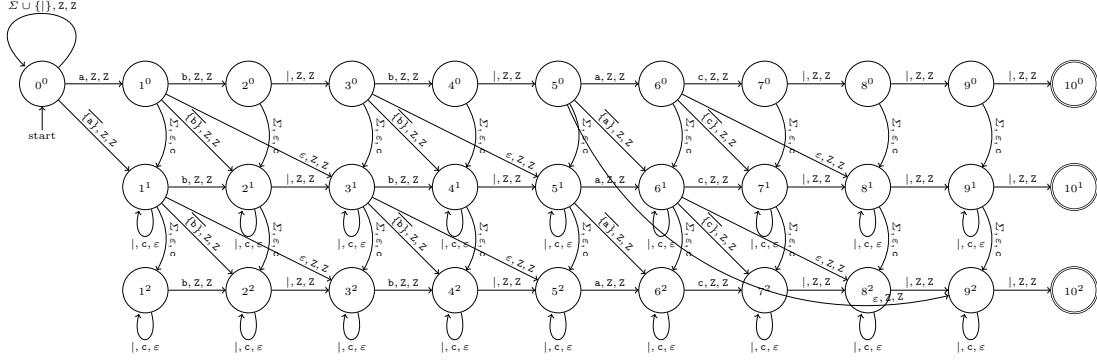 Σ ∪ {|}, Z, Z
0⁰ a, Z, Z 1⁰ b, Z, Z 2⁰ |, Z, Z 3⁰ b, Z, Z 4⁰ |, Z, Z 5⁰ a, Z, Z 6⁰ c, Z, Z 7⁰ |, Z, Z 8⁰ |, Z, Z 9⁰ |, Z, Z 10⁰
start
{a}̅, Z, Z {b}̅, Z, Z {b}̅, Z, Z {a}̅, Z, Z {c}̅, Z, Z
Σ, ε, c Σ, ε, c Σ, ε, c Σ, ε, c Σ, ε, c Σ, ε, c
ε, Z, Z ε, Z, Z ε, Z, Z
1¹ b, Z, Z 2¹ |, Z, Z 3¹ b, Z, Z 4¹ |, Z, Z 5¹ a, Z, Z 6¹ c, Z, Z 7¹ |, Z, Z 8¹ |, Z, Z 9¹ |, Z, Z 10¹
|, c, ε |, c, ε |, c, ε |, c, ε |, c, ε |, c, ε |, c, ε |, c, ε |, c, ε
{b}̅, Z, Z {b}̅, Z, Z {a}̅, Z, Z {c}̅, Z, Z
Σ, ε, c Σ, ε, c Σ, ε, c Σ, ε, c Σ, ε, c Σ, ε, c
ε, Z, Z ε, Z, Z ε, Z, Z
1² b, Z, Z 2² |, Z, Z 3² b, Z, Z 4² |, Z, Z 5² a, Z, Z 6² c, Z, Z 7² |, Z, Z 8² |, Z, Z 9² |, Z, Z 10²
ε, Z, Z
|, c, ε |, c, ε |, c, ε |, c, ε |, c, ε |, c, ε |, c, ε |, c, ε |, c, ε